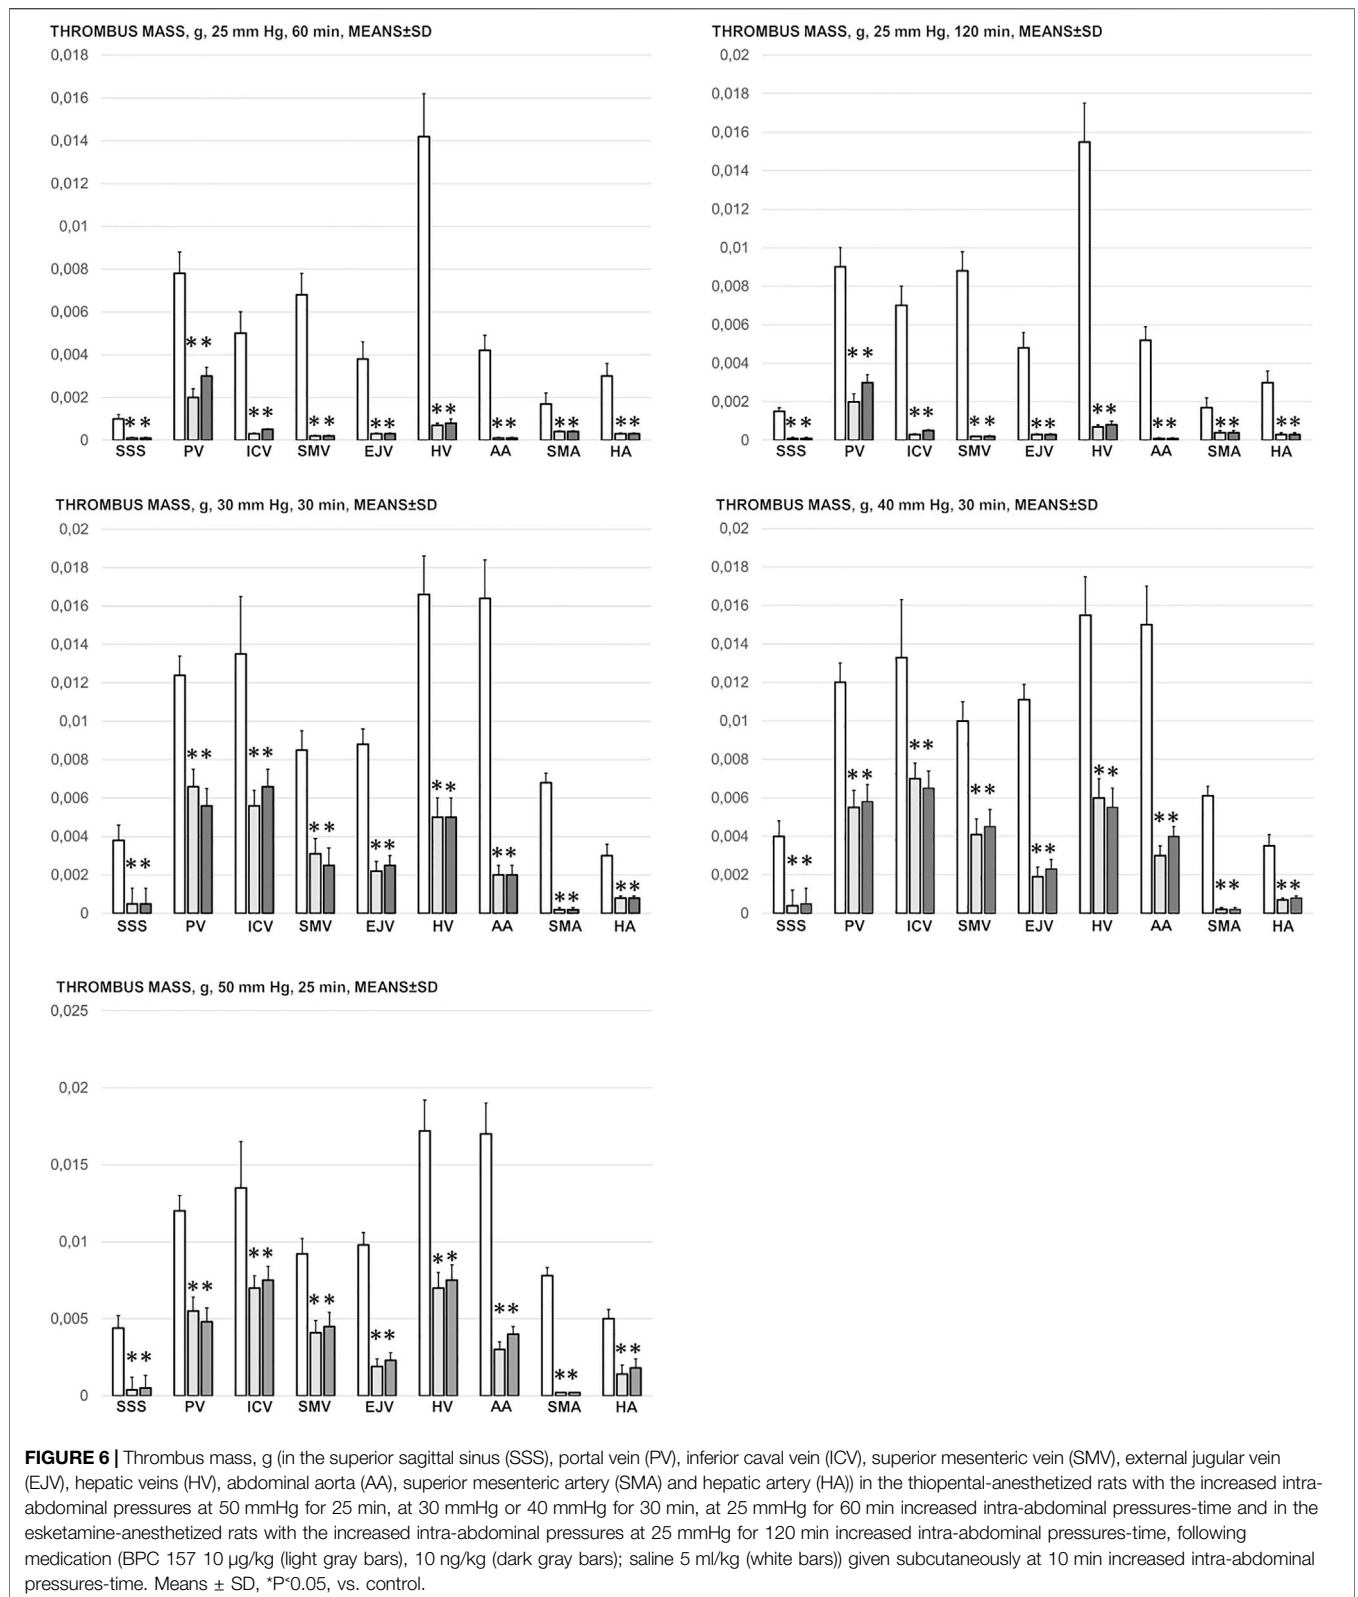 THROMBUS MASS, g, 25 mm Hg, 60 min, MEANS±SD
0,018
0,016
0,014
0,012
0,01
0,008
0,006
0,004
0,002
0
* * ** ** ** ** ** ** ** **
SSS PV ICV SMV EJV HV AA SMA HA
THROMBUS MASS, g, 25 mm Hg, 120 min, MEANS±SD
0,02
0,018
0,016
0,014
0,012
0,01
0,008
0,006
0,004
0,002
0
** ** ** ** ** ** ** ** **
SSS PV ICV SMV EJV HV AA SMA HA
THROMBUS MASS, g, 30 mm Hg, 30 min, MEANS±SD
0,02
0,018
0,016
0,014
0,012
0,01
0,008
0,006
0,004
0,002
0
** ** ** ** ** ** ** ** **
SSS PV ICV SMV EJV HV AA SMA HA
THROMBUS MASS, g, 40 mm Hg, 30 min, MEANS±SD
0,02
0,018
0,016
0,014
0,012
0,01
0,008
0,006
0,004
0,002
0
** ** ** ** ** ** ** ** **
SSS PV ICV SMV EJV HV AA SMA HA
THROMBUS MASS, g, 50 mm Hg, 25 min, MEANS±SD
0,025
0,02
0,015
0,01
0,005
0
** ** ** ** ** ** ** ** **
SSS PV ICV SMV EJV HV AA SMA HA
FIGURE 6 | Thrombus mass, g (in the superior sagittal sinus (SSS), portal vein (PV), inferior caval vein (ICV), superior mesenteric vein (SMV), external jugular vein
(EJV), hepatic veins (HV), abdominal aorta (AA), superior mesenteric artery (SMA) and hepatic artery (HA)) in the thiopental-anesthetized rats with the increased intra-
abdominal pressures at 50 mmHg for 25 min, at 30 mmHg or 40 mmHg for 30 min, at 25 mmHg for 60 min increased intra-abdominal pressures-time and in the
esketamine-anesthetized rats with the increased intra-abdominal pressures at 25 mmHg for 120 min increased intra-abdominal pressures-time, following
medication (BPC 157 10 µg/kg (light gray bars), 10 ng/kg (dark gray bars); saline 5 ml/kg (white bars)) given subcutaneously at 10 min increased intra-abdominal
pressures-time. Means ± SD, *P˂0.05, vs. control.